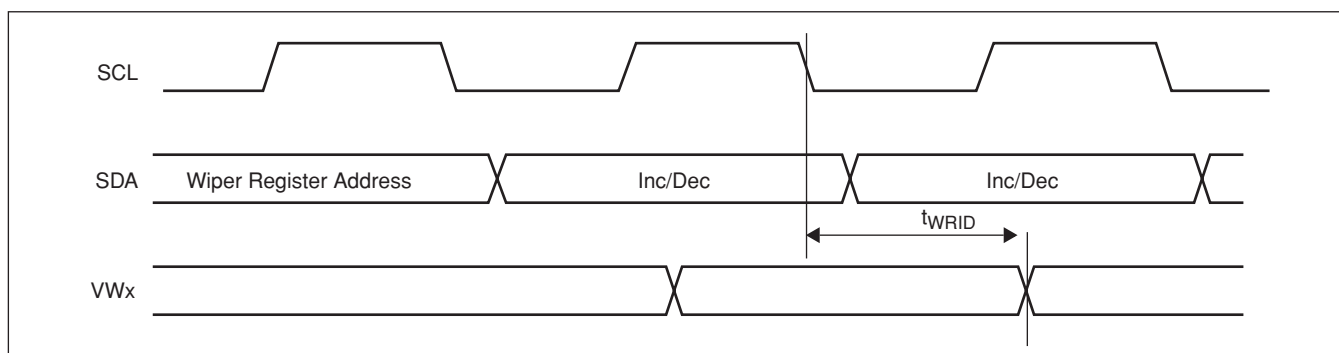 SCL
SDA Wiper Register Address Inc/Dec Inc/Dec
tWRID
VWx